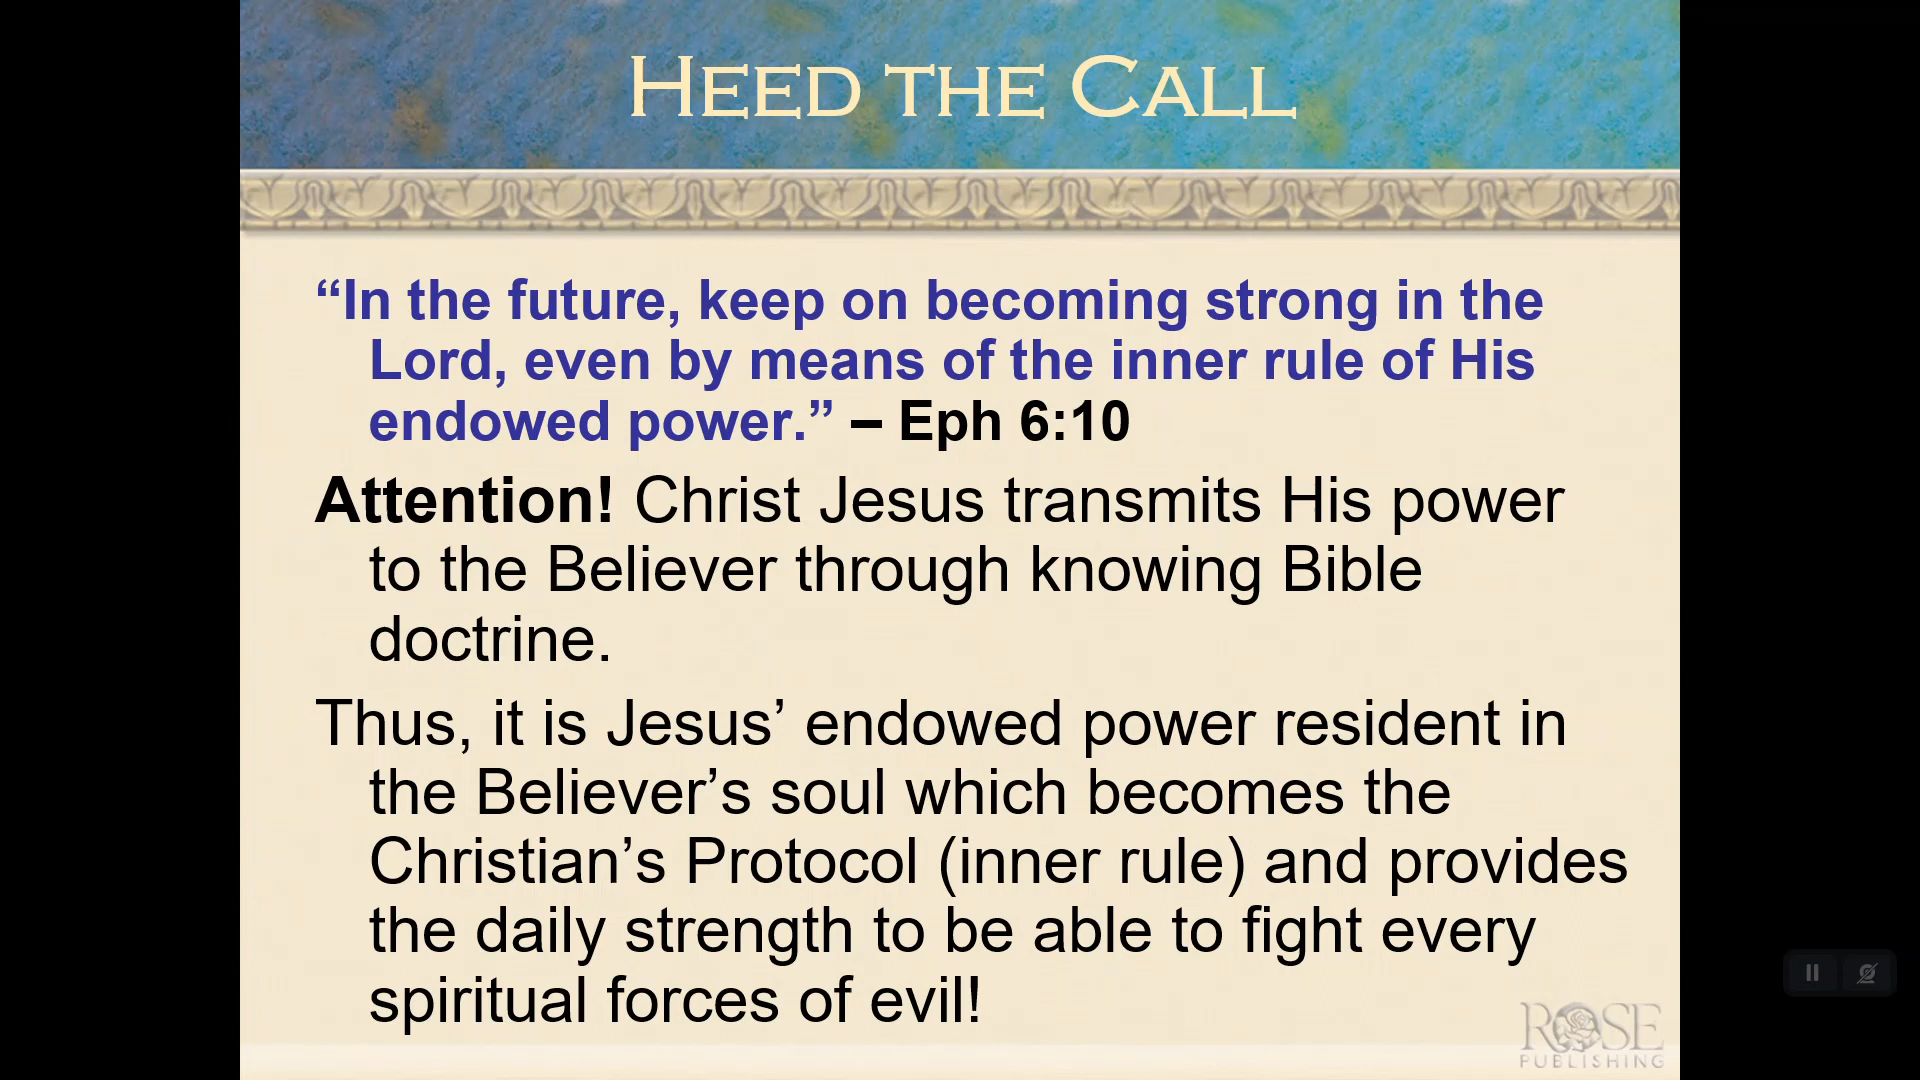 HEED THE CALL
“In the future, keep on becoming strong in the
Lord, even by means of the inner rule of His
endowed power.” – Eph 6:10
Attention! Christ Jesus transmits His power
to the Believer through knowing Bible
doctrine.
Thus, it is Jesus’ endowed power resident in
the Believer’s soul which becomes the
Christian’s Protocol (inner rule) and provides
the daily strength to be able to fight every
spiritual forces of evil!
ROSE
PUBLISHING